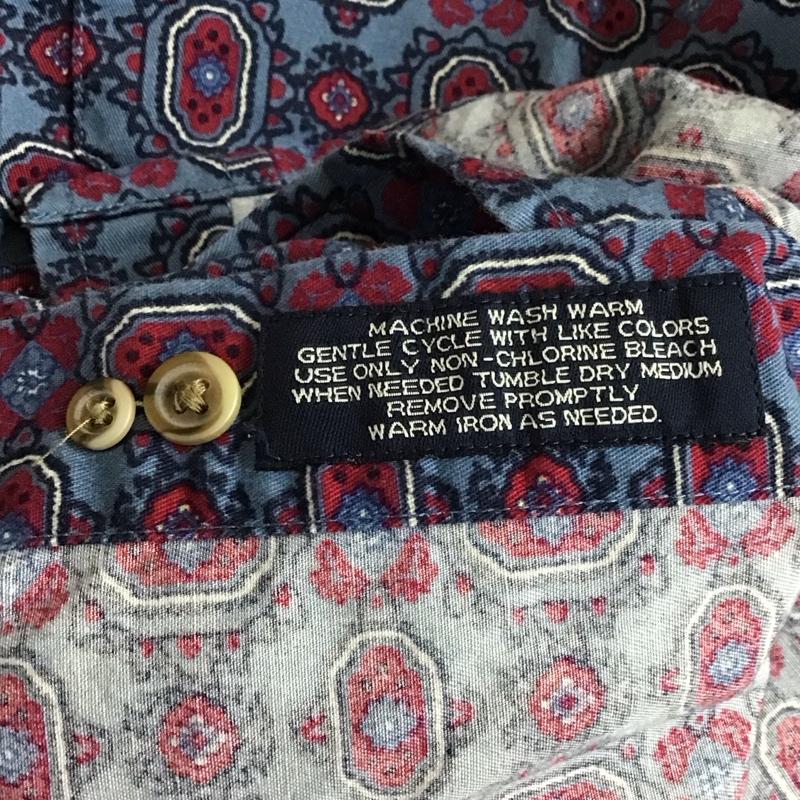 MACHINE WASH WARM
GENTLE CYCLE WITH LIKE COLORS
USE ONLY NON-CHLORINE BLEACH
WHEN NEEDED TUMBLE DRY MEDIUM
REMOVE PROMPTLY
WARM IRON AS NEEDED.